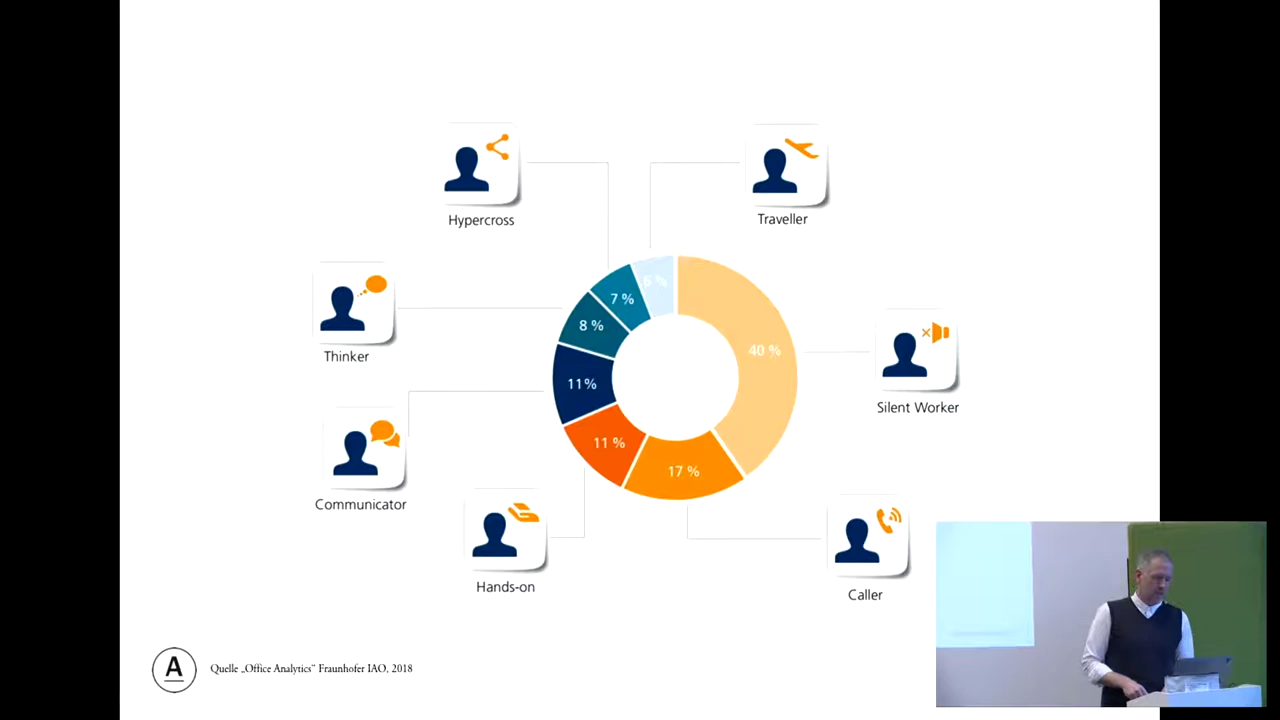 Hypercross
Traveller
Thinker
Silent Worker
Communicator
Hands-on
Caller
6 %
7 %
8 %
40 %
11%
11 %
17 %
A
Quelle „Office Analytics“ Fraunhofer IAO, 2018